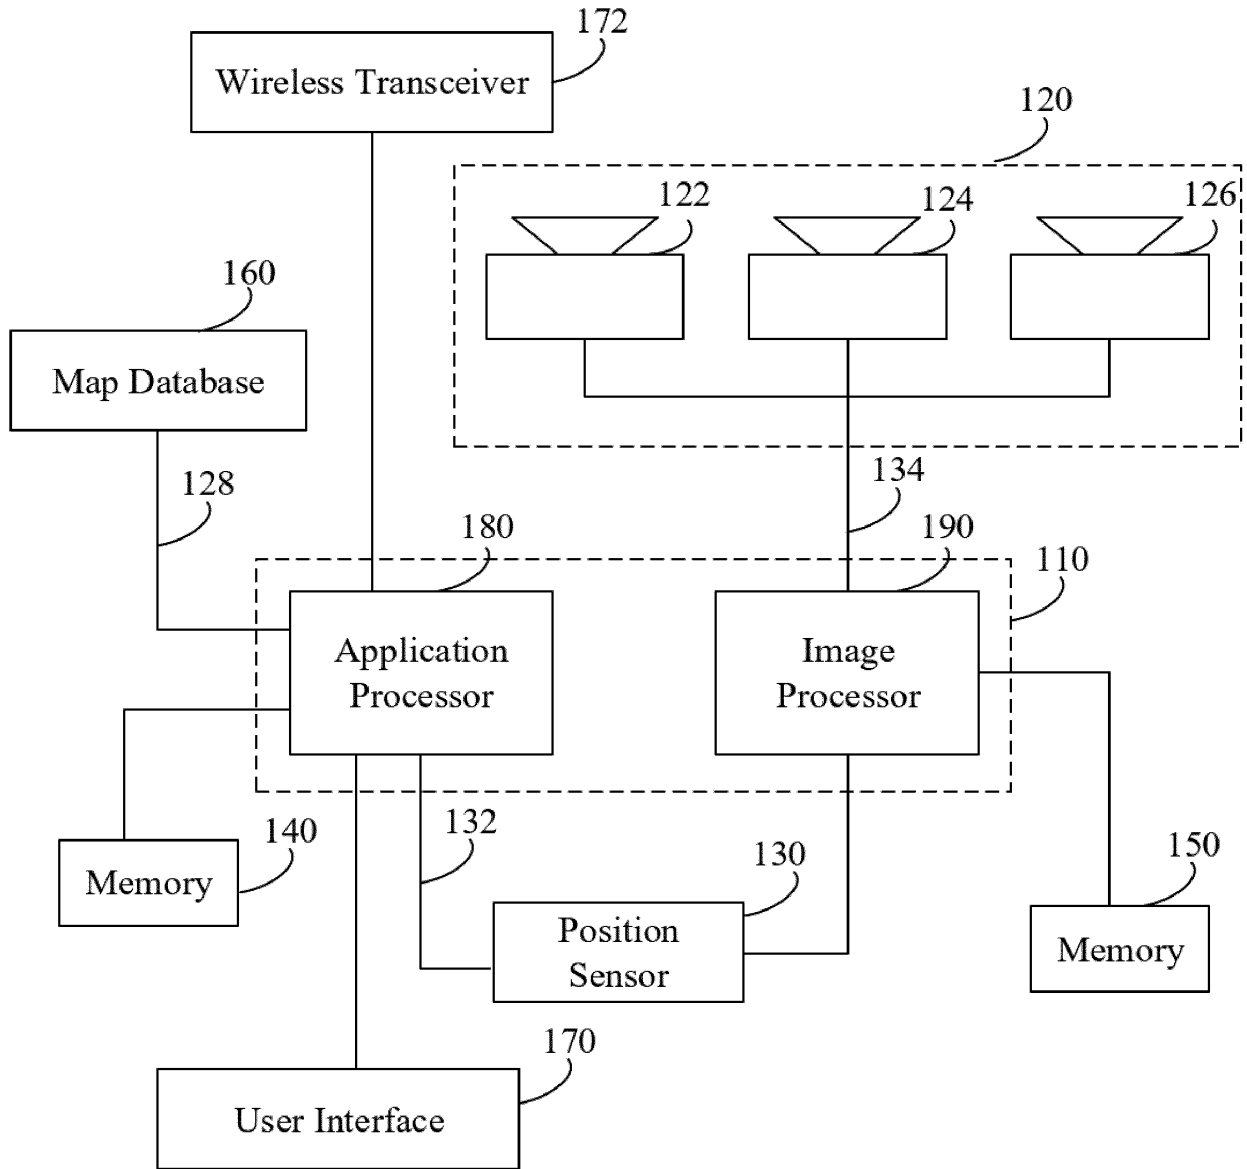 172
Wireless Transceiver
120
122
124
126
160
Map Database
128
134
180
190
110
Application
Processor
Image
Processor
140
132
130
150
Memory
Position
Sensor
Memory
170
User Interface